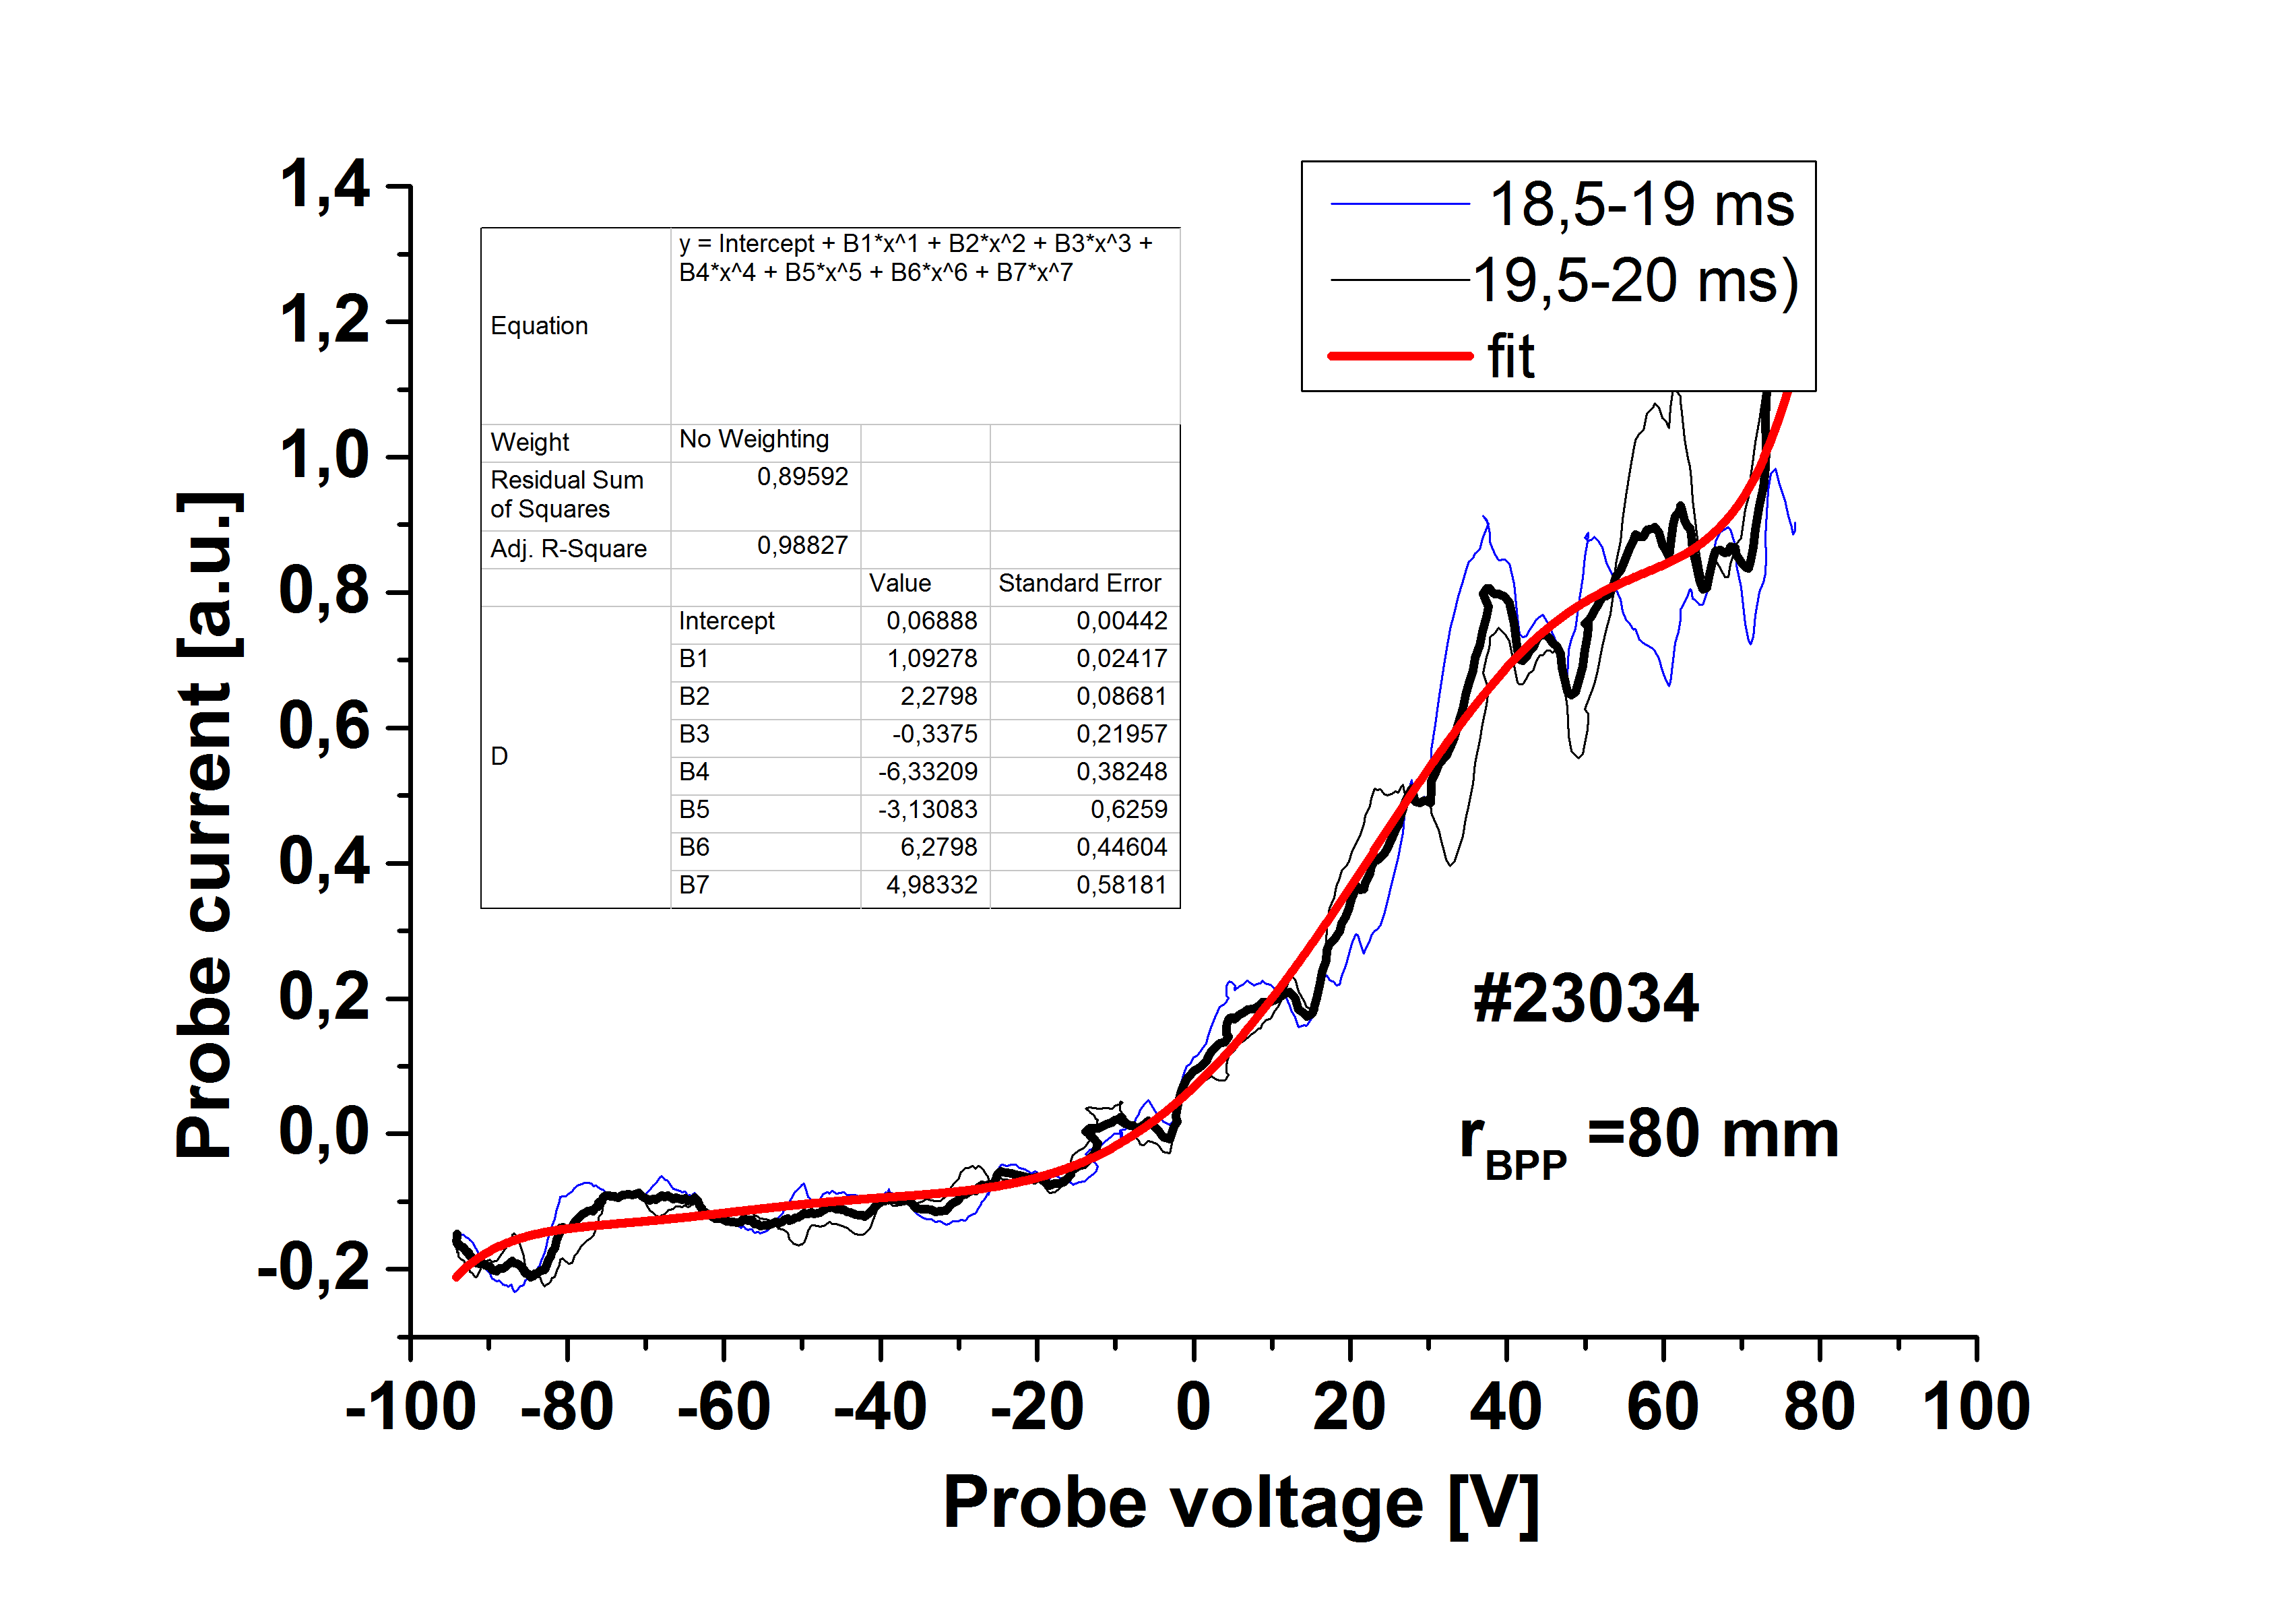 1,4
1,2
1,0
0,8
0,6
0,4
0,2
0,0
-0,2
Probe current [a.u.]
Equation
y = Intercept + B1*x^1 + B2*x^2 + B3*x^3 +
B4*x^4 + B5*x^5 + B6*x^6 + B7*x^7
Weight No Weighting
Residual Sum
of Squares 0,89592
Adj. R-Square 0,98827
Value Standard Error
D
Intercept 0,06888 0,00442
B1 1,09278 0,02417
B2 2,2798 0,08681
B3 -0,3375 0,21957
B4 -6,33209 0,38248
B5 -3,13083 0,6259
B6 6,2798 0,44604
B7 4,98332 0,58181
18,5-19 ms
19,5-20 ms)
fit
#23034
rBPP =80 mm
-100 -80 -60 -40 -20 0 20 40 60 80 100
Probe voltage [V]